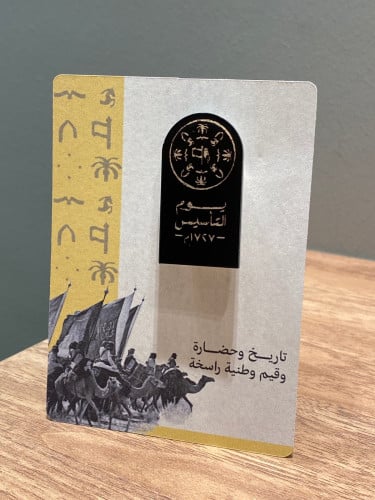 يوم
التأسيس
١٧٢٧م
تاريخ وحضارة
وقيم وطنية راسخة